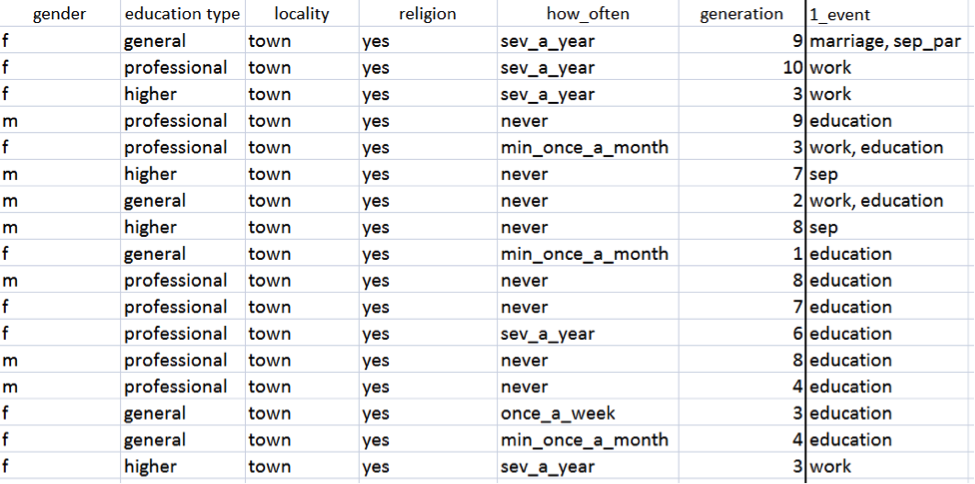 gender education type locality religion how_often generation 1_event
f general town yes sev_a_year 9 marriage, sep_par
f professional town yes sev_a_year 10 work
f higher town yes sev_a_year 3 work
m professional town yes never 9 education
f professional town yes min_once_a_month 3 work, education
m higher town yes never 7 sep
m general town yes never 2 work, education
m higher town yes never 8 sep
f general town yes min_once_a_month 1 education
m professional town yes never 8 education
f professional town yes never 7 education
f professional town yes sev_a_year 6 education
m professional town yes never 8 education
m professional town yes never 4 education
f general town yes once_a_week 3 education
f general town yes min_once_a_month 4 education
f higher town yes sev_a_year 3 work